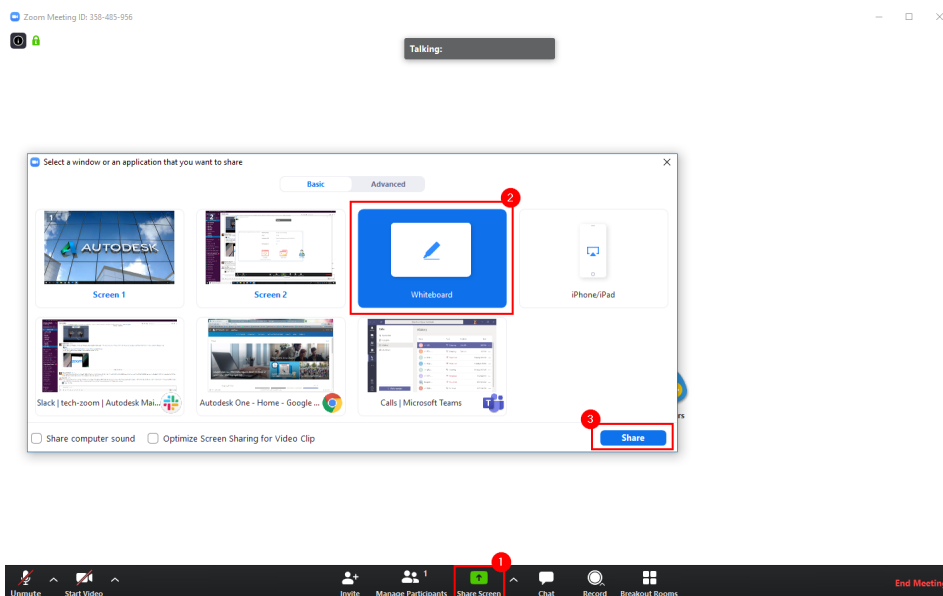 Zoom Meeting ID: 358-485-956
Talking:
Select a window or an application that you want to share
Basic
Advanced
2
1
AUTODESK
2
Screen 1
Screen 2
Whiteboard
iPhone/iPad
Slack | tech-zoom | Autodesk Mai...
Autodesk One - Home - Google ...
Calls | Microsoft Teams
rs
3
Share computer sound
Optimize Screen Sharing for Video Clip
Share
1
1
Unmute
Start Video
Invite
Manage Participants
Share Screen
Chat
Record
Breakout Rooms
End Meeting